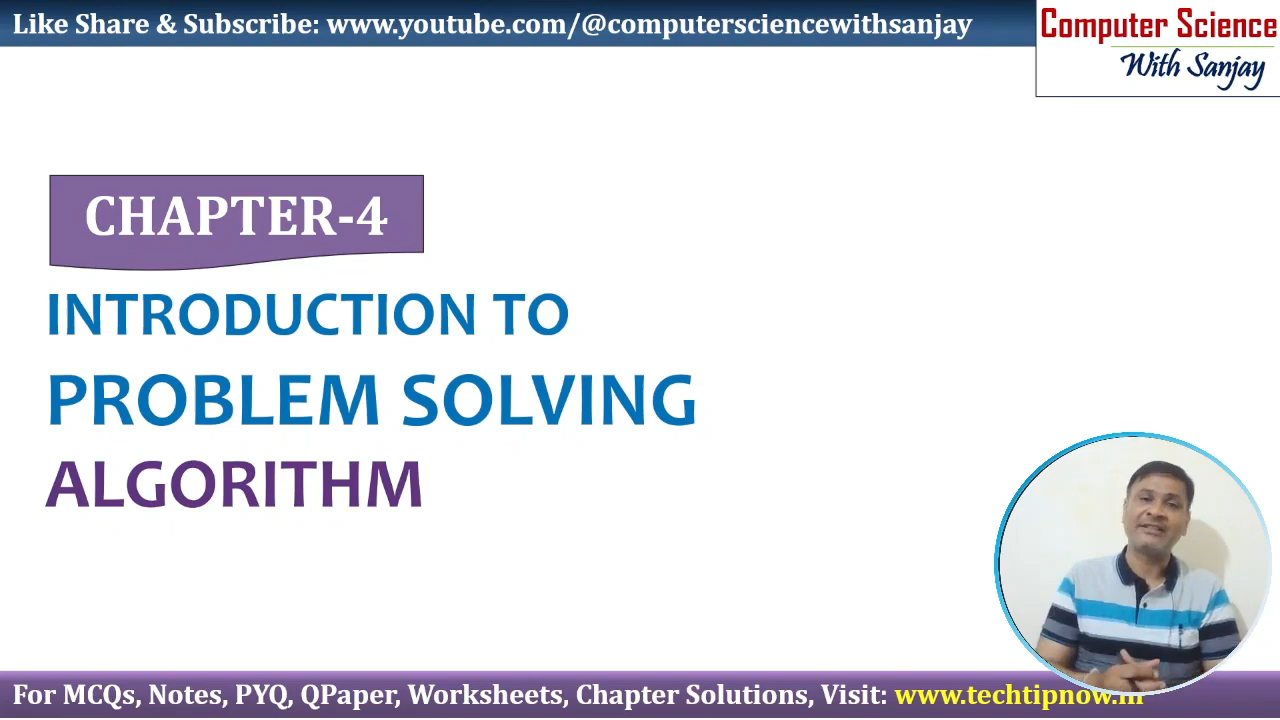 Like Share & Subscribe: www.youtube.com/@computersciencewithsanjay
Computer Science
With Sanjay
CHAPTER-4
INTRODUCTION TO
PROBLEM SOLVING
ALGORITHM
For MCQs, Notes, PYQ, QPaper, Worksheets, Chapter Solutions, Visit: www.techtipnow.in